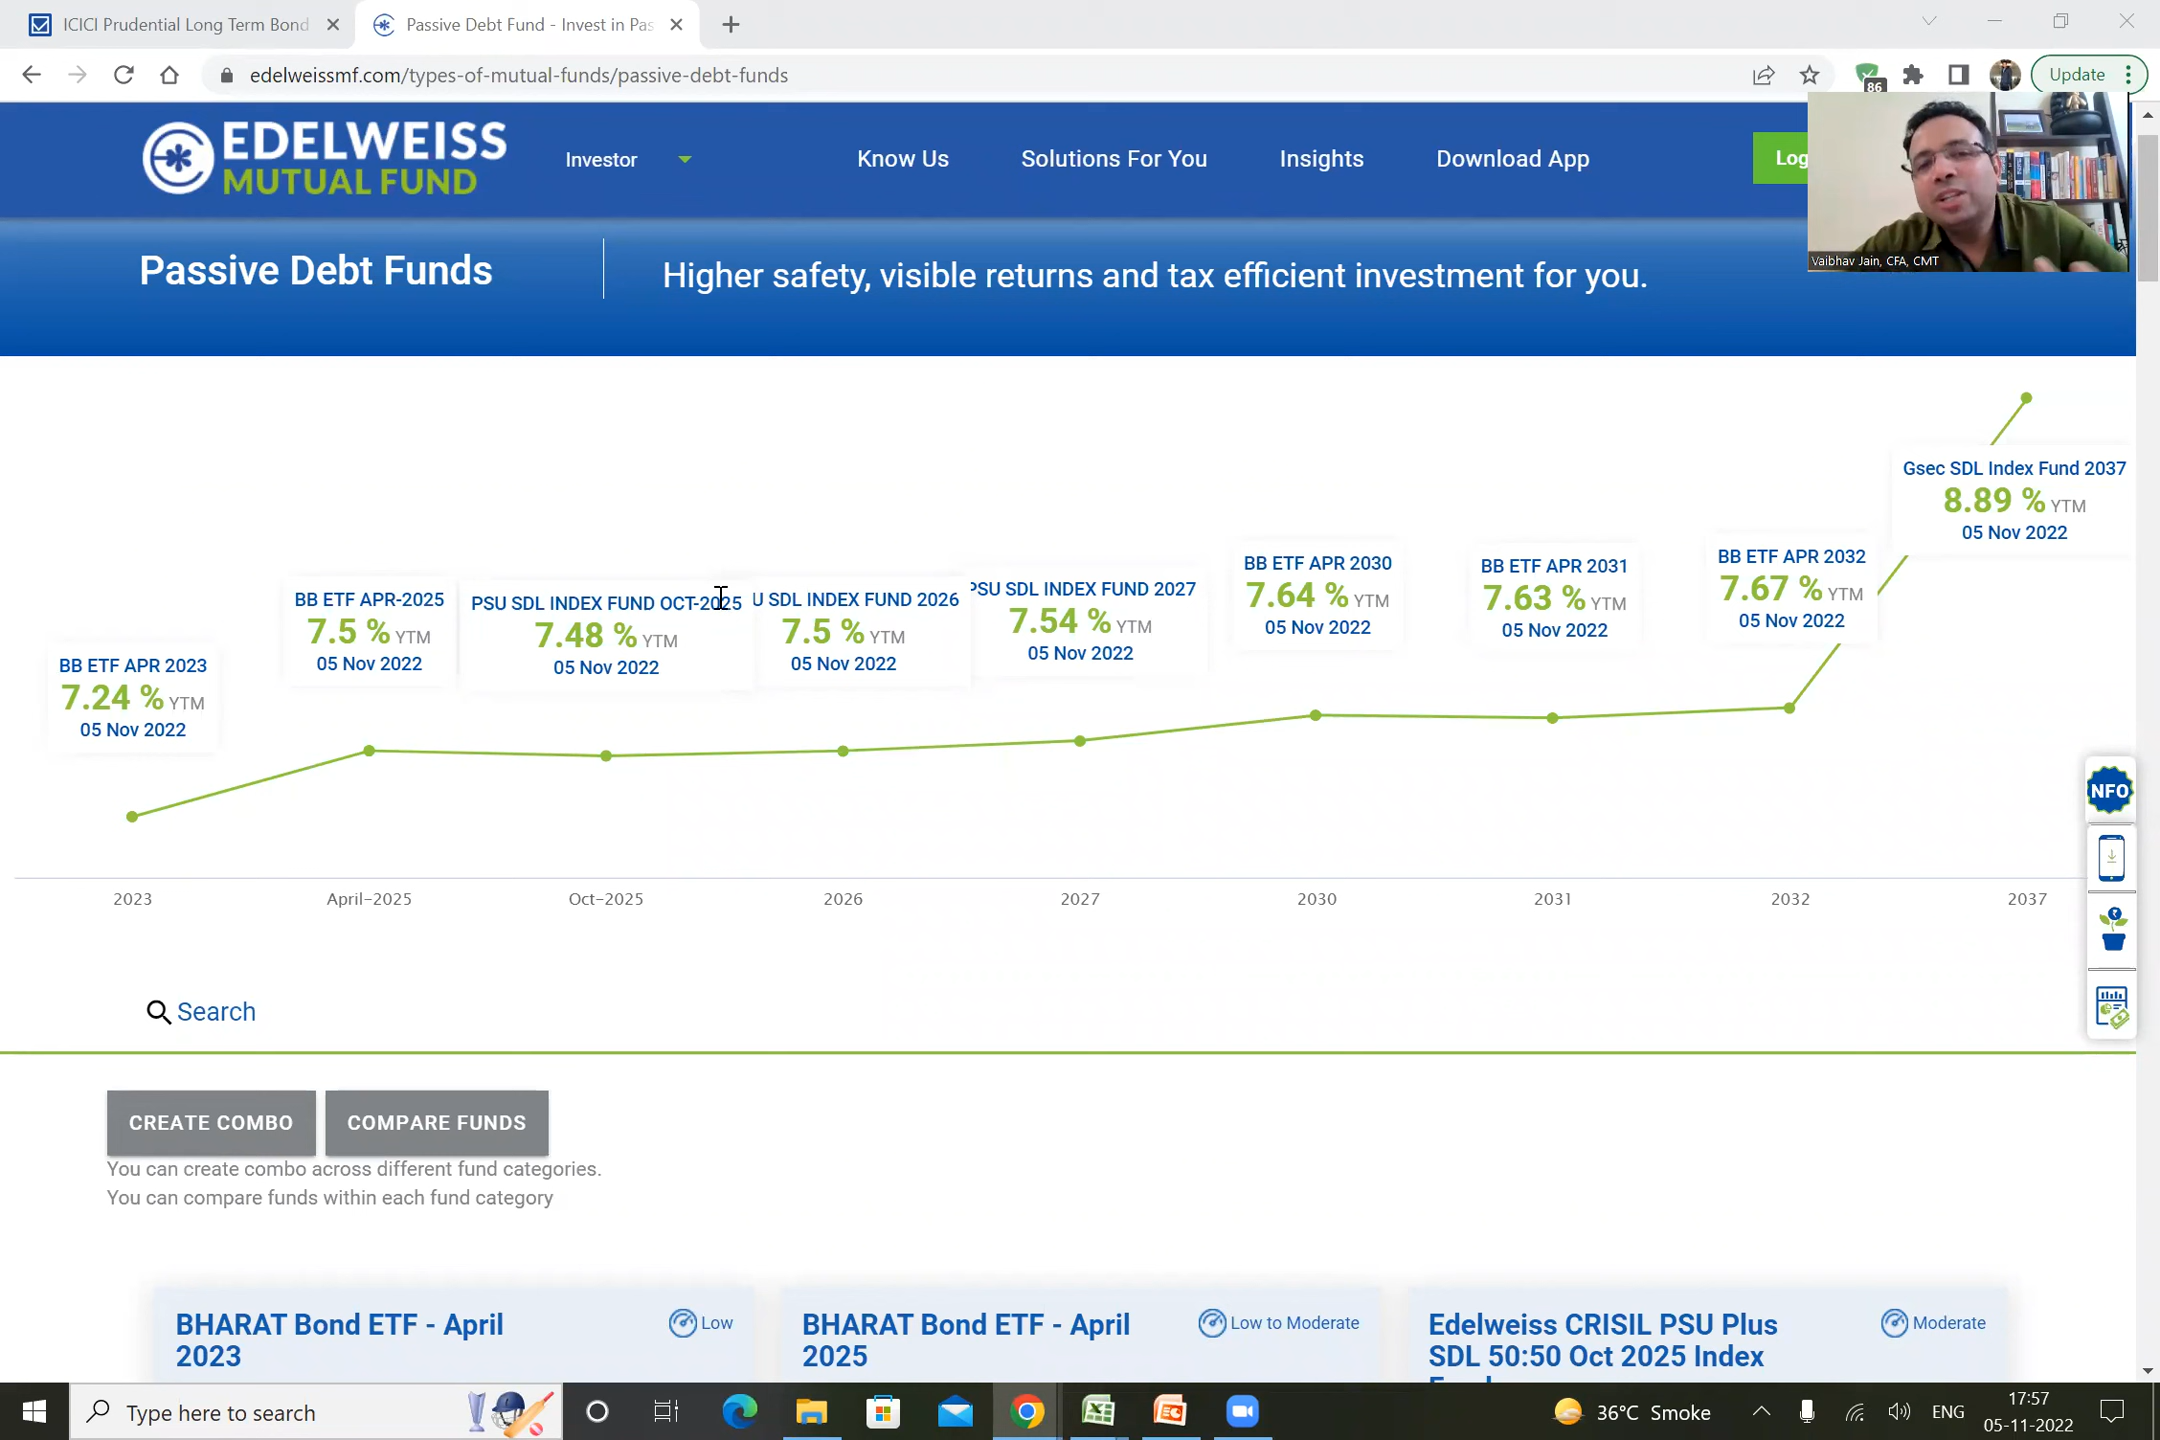 ICICI Prudential Long Term Bond
Passive Debt Fund - Invest in Pas
edelweissmf.com/types-of-mutual-funds/passive-debt-funds
86
Update
EDELWEISS
MUTUAL FUND
Investor
Know Us
Solutions For You
Insights
Download App
Log
Vaibhav Jain, CFA, CMT
Passive Debt Funds
Higher safety, visible returns and tax efficient investment for you.
BB ETF APR 2023
7.24 % YTM
05 Nov 2022
BB ETF APR-2025
7.5 % YTM
05 Nov 2022
PSU SDL INDEX FUND OCT-2025
7.48 % YTM
05 Nov 2022
U SDL INDEX FUND 2026
7.5 % YTM
05 Nov 2022
PSU SDL INDEX FUND 2027
7.54 % YTM
05 Nov 2022
BB ETF APR 2030
7.64 % YTM
05 Nov 2022
BB ETF APR 2031
7.63 % YTM
05 Nov 2022
BB ETF APR 2032
7.67 % YTM
05 Nov 2022
Gsec SDL Index Fund 2037
8.89 % YTM
05 Nov 2022
NFO
2023
April-2025
Oct-2025
2026
2027
2030
2031
2032
2037
Search
CREATE COMBO
COMPARE FUNDS
You can create combo across different fund categories.
You can compare funds within each fund category
BHARAT Bond ETF - April
2023
Low
BHARAT Bond ETF - April
2025
Low to Moderate
Edelweiss CRISIL PSU Plus
SDL 50:50 Oct 2025 Index
Moderate
Type here to search
36°C Smoke
ENG
17:57
05-11-2022